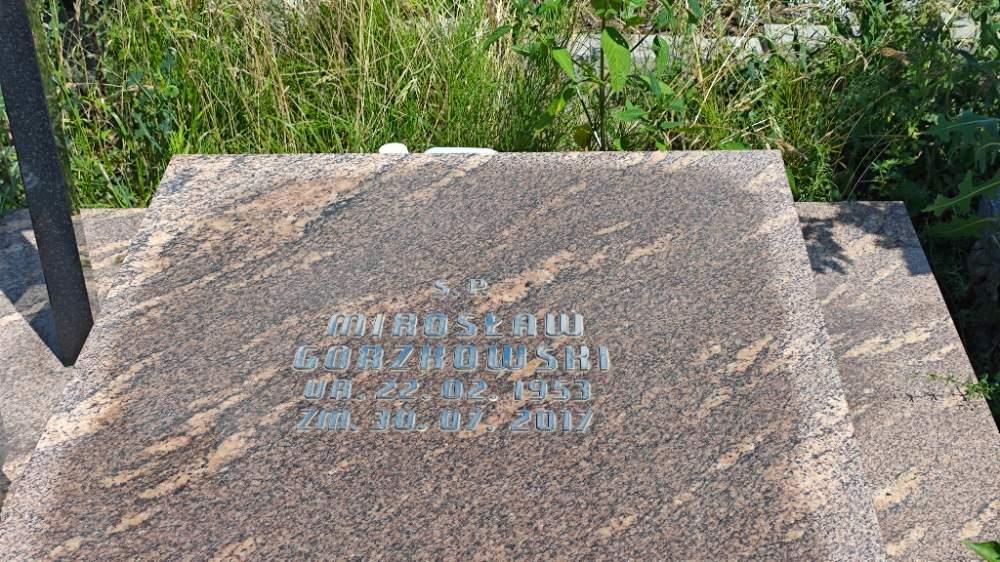 S. P.
MIROSŁAW
GORZKOWSKI
UR. 22. 02. 1953
ZM. 30. 07. 2017